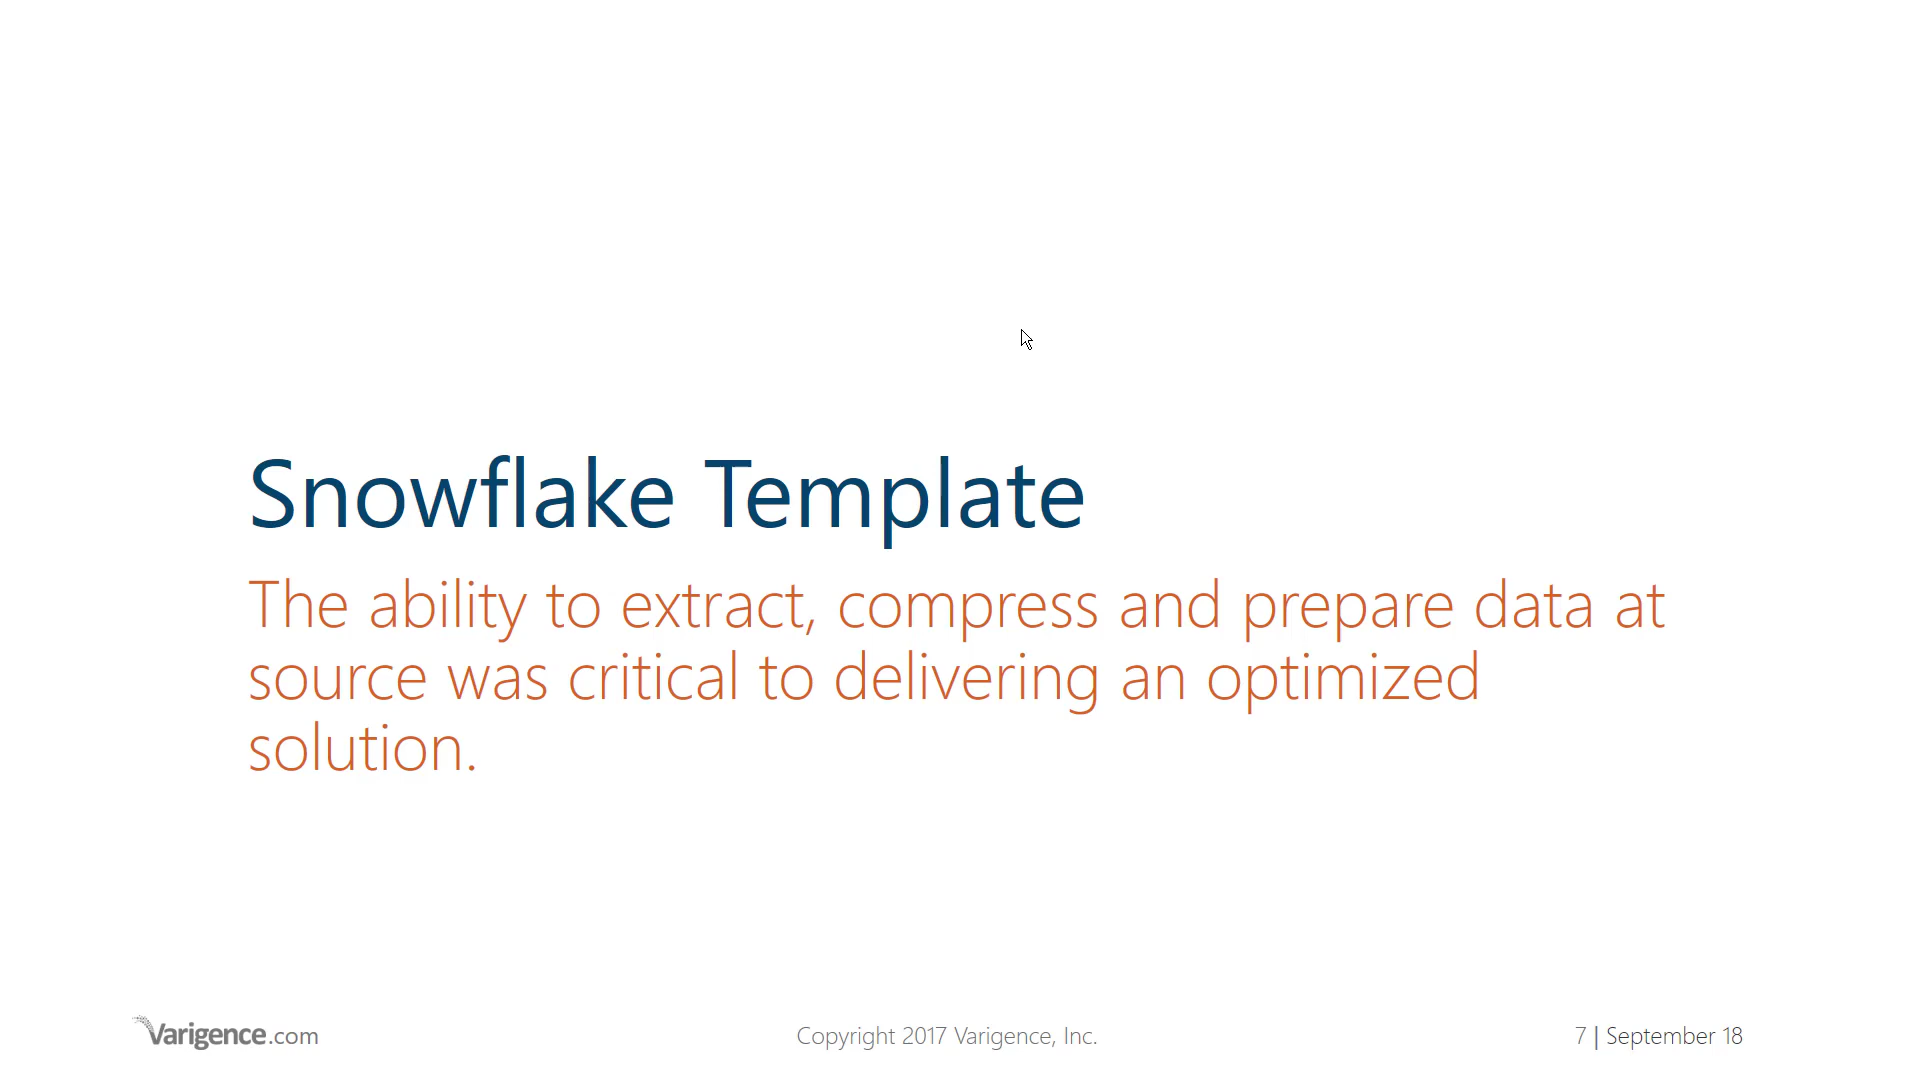 Snowflake Template
The ability to extract, compress and prepare data at
source was critical to delivering an optimized
solution.
Varigence.com
Copyright 2017 Varigence, Inc.
7 | September 18